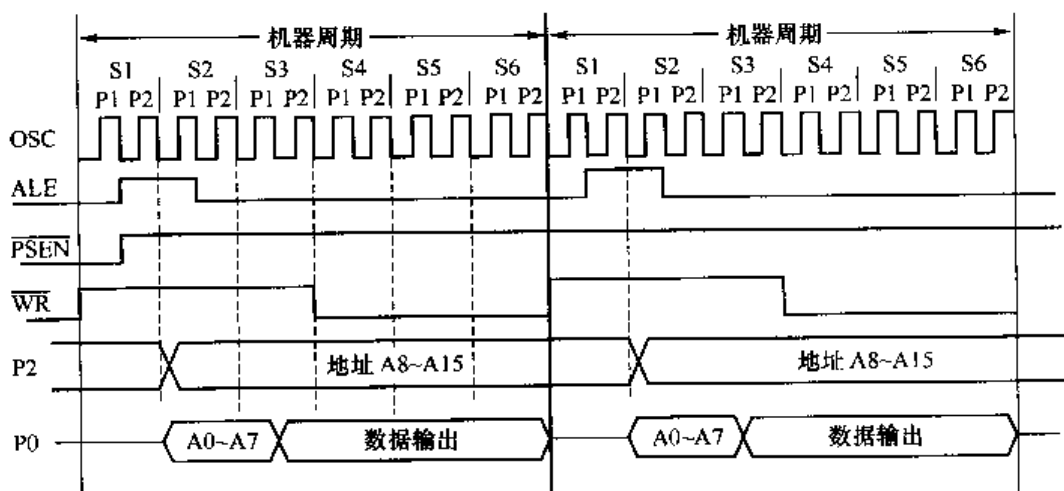 机器周期 机器周期
S1 S2 S3 S4 S5 S6 S1 S2 S3 S4 S5 S6
P1 P2 P1 P2 P1 P2 P1 P2 P1 P2 P1 P2 P1 P2 P1 P2 P1 P2 P1 P2 P1 P2 P1 P2
OSC
ALE
PSEN
WR
P2 地址 A8~A15 地址 A8~A15
P0 A0~A7 数据输出 A0~A7 数据输出